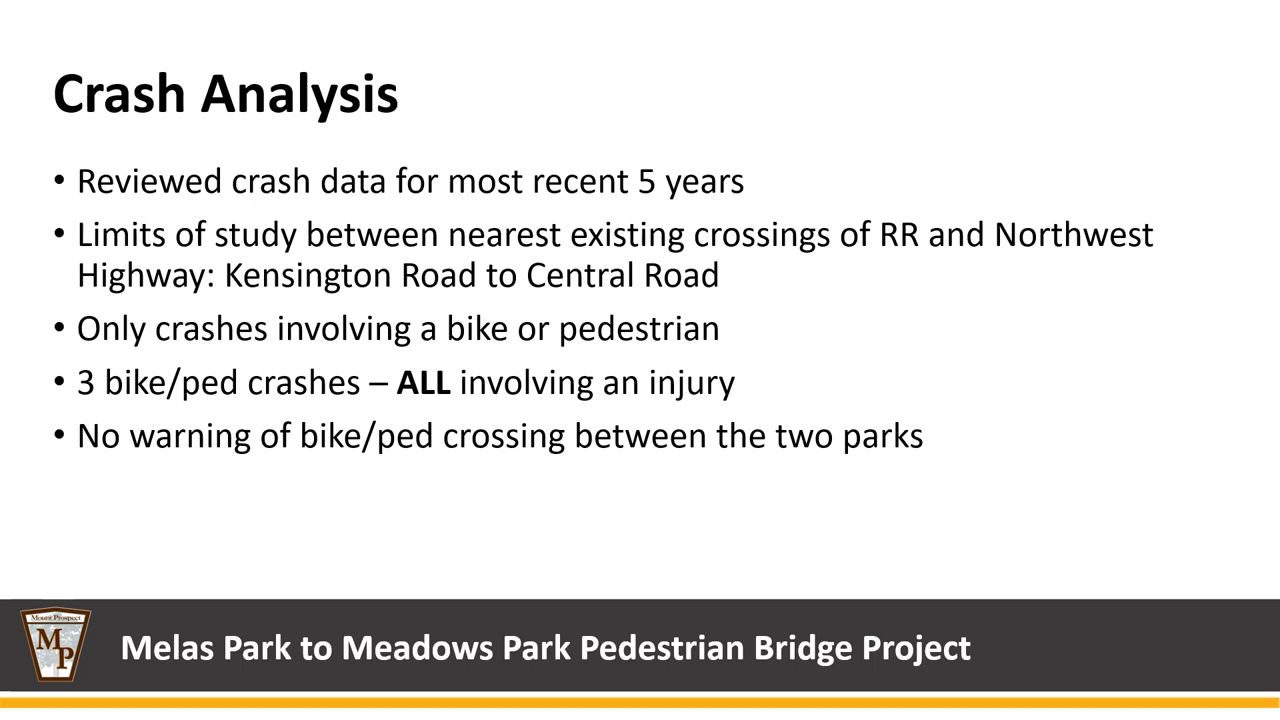 Crash Analysis
• Reviewed crash data for most recent 5 years
• Limits of study between nearest existing crossings of RR and Northwest
Highway: Kensington Road to Central Road
• Only crashes involving a bike or pedestrian
• 3 bike/ped crashes – ALL involving an injury
• No warning of bike/ped crossing between the two parks
Mount Prospect
MP
Melas Park to Meadows Park Pedestrian Bridge Project